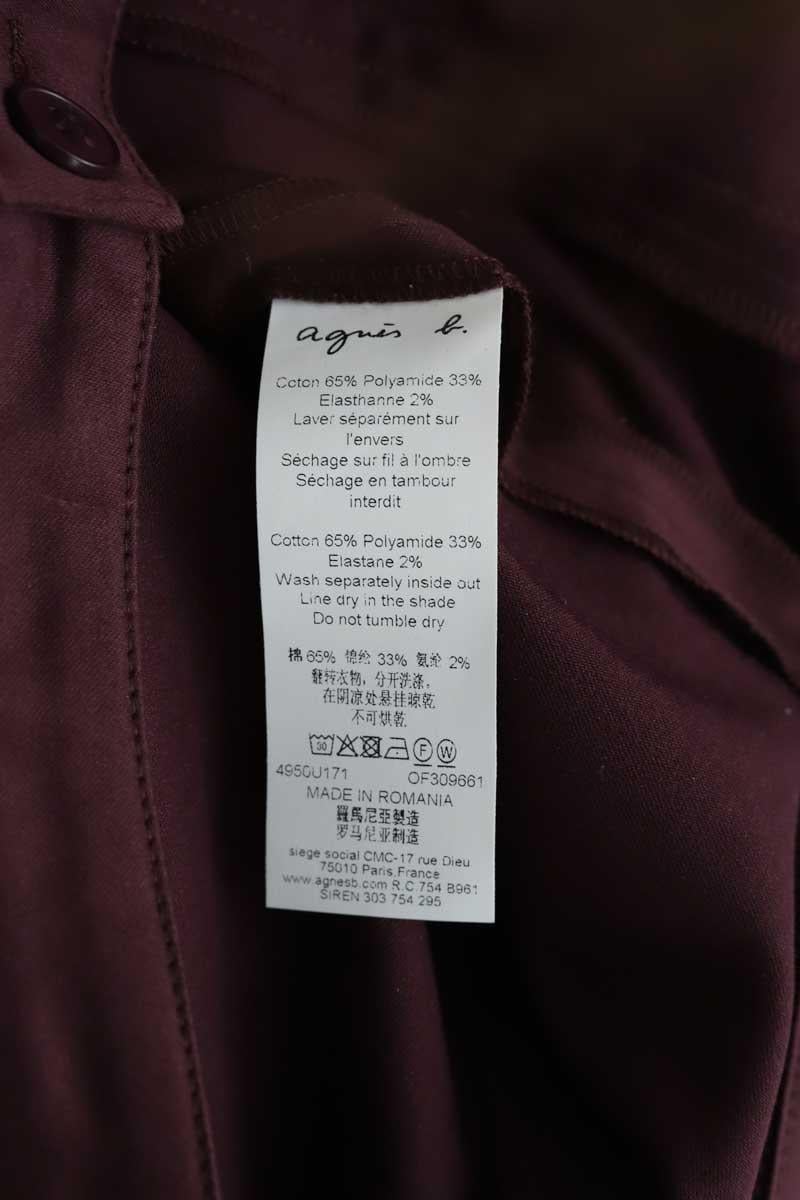 agnès b.
Coton 65% Polyamide 33%
Elasthanne 2%
Laver séparément sur
l'envers
Séchage sur fil à l'ombre
Séchage en tambour
interdit
Cotton 65% Polyamide 33%
Elastane 2%
Wash separately inside out
Line dry in the shade
Do not tumble dry
棉 65% 锦纶 33% 氨纶 2%
翻转衣物，分开洗涤，
在阴凉处悬挂晾乾
不可烘乾
30 F W
4950U171 OF309661
MADE IN ROMANIA
羅馬尼亞製造
罗马尼亚制造
siege social CMC-17 rue Dieu
75010 Paris,France
www.agnesb.com R.C.754 B961
SIREN 303 754 295